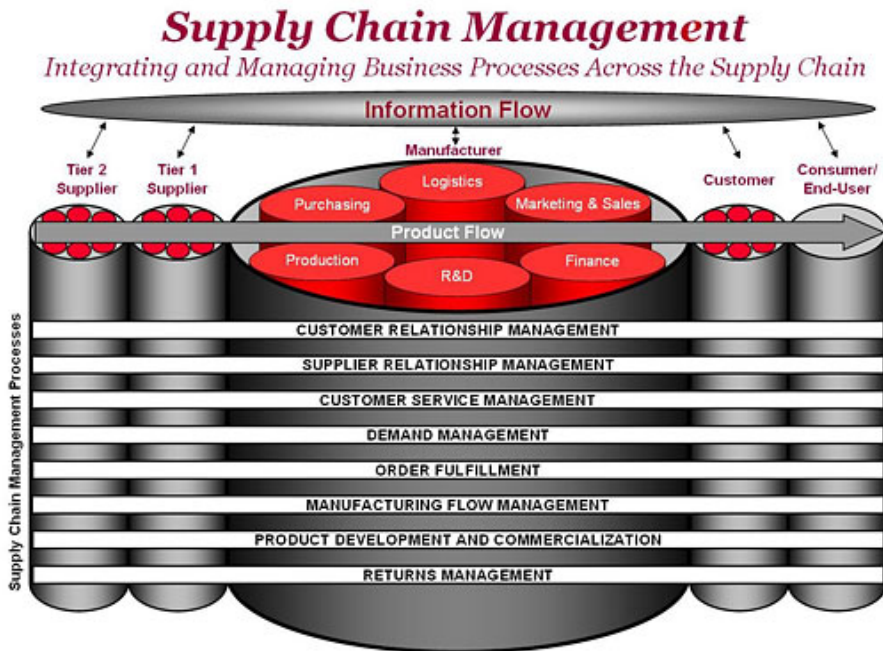 Supply Chain Management
Integrating and Managing Business Processes Across the Supply Chain
Information Flow
Tier 2
Supplier
Tier 1
Supplier
Manufacturer
Customer
Consumer/
End-User
Logistics
Purchasing
Marketing & Sales
Product Flow
Production
R&D
Finance
Supply Chain Management Processes
CUSTOMER RELATIONSHIP MANAGEMENT
SUPPLIER RELATIONSHIP MANAGEMENT
CUSTOMER SERVICE MANAGEMENT
DEMAND MANAGEMENT
ORDER FULFILLMENT
MANUFACTURING FLOW MANAGEMENT
PRODUCT DEVELOPMENT AND COMMERCIALIZATION
RETURNS MANAGEMENT